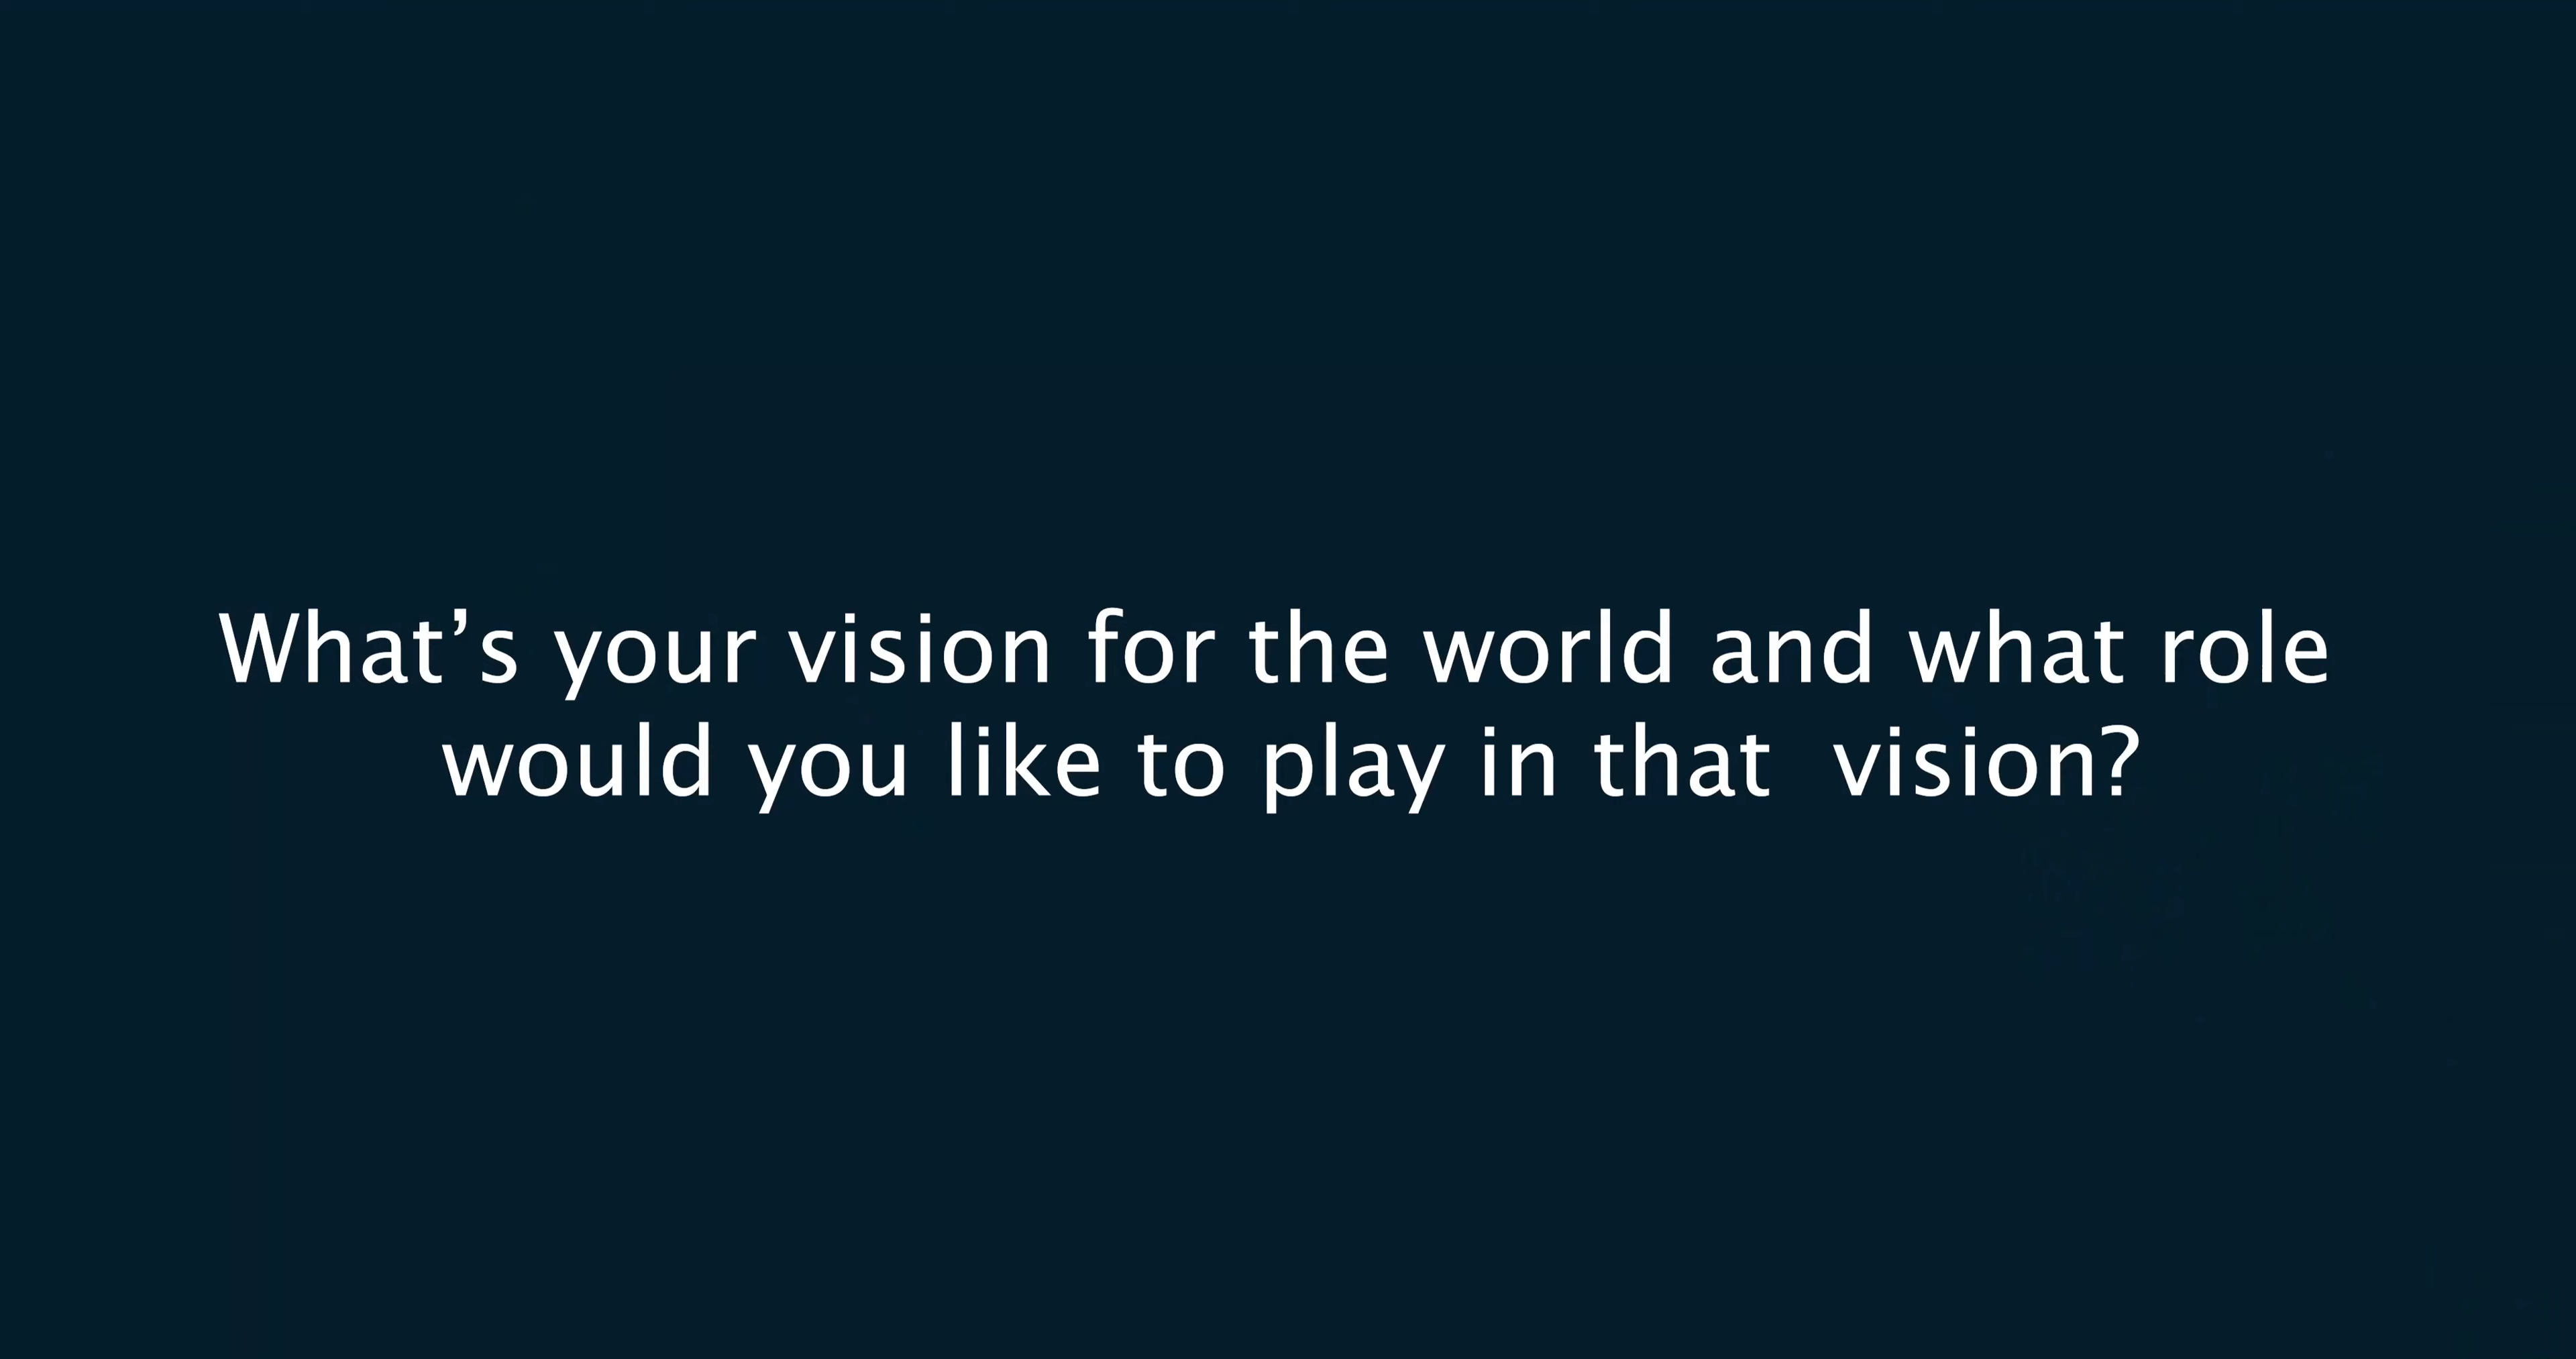 What’s your vision for the world and what role
would you like to play in that  vision?